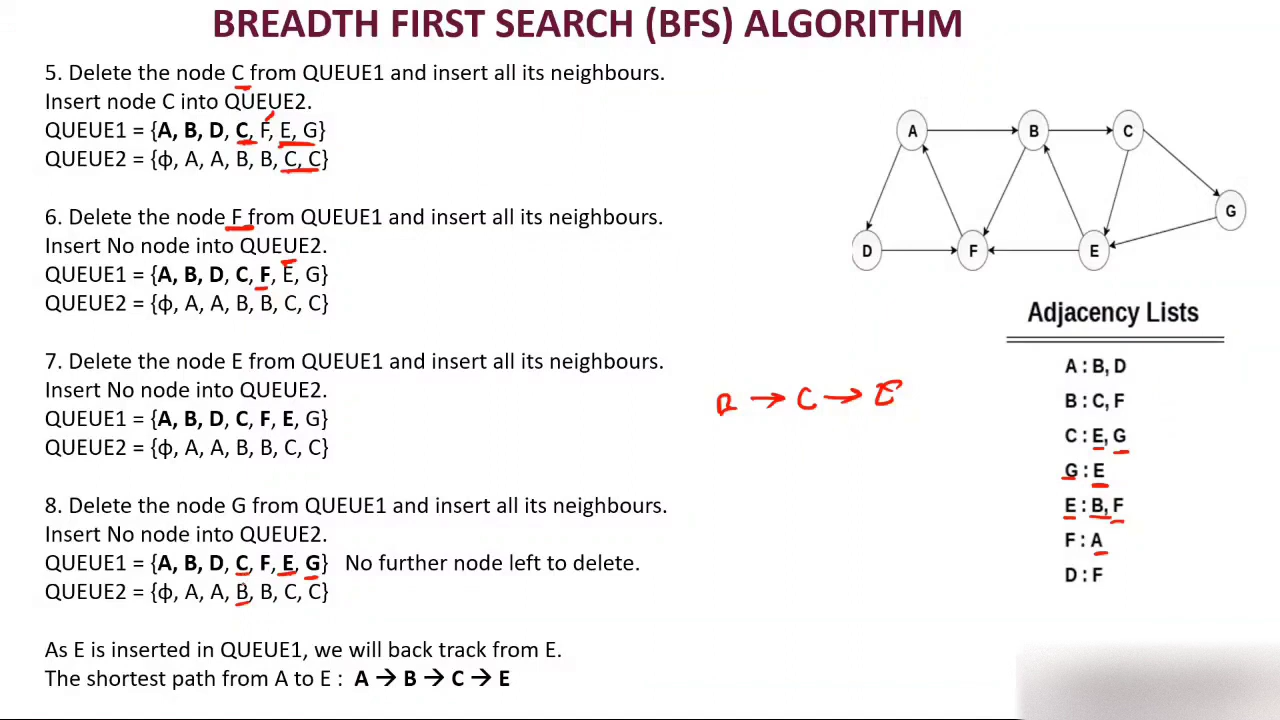 BREADTH FIRST SEARCH (BFS) ALGORITHM
5. Delete the node C from QUEUE1 and insert all its neighbours.
Insert node C into QUEUE2.
QUEUE1 = {A, B, D, C, F, E, G}
QUEUE2 = {ϕ, A, A, B, B, C, C}
6. Delete the node F from QUEUE1 and insert all its neighbours.
Insert No node into QUEUE2.
QUEUE1 = {A, B, D, C, F, E, G}
QUEUE2 = {ϕ, A, A, B, B, C, C}
7. Delete the node E from QUEUE1 and insert all its neighbours.
Insert No node into QUEUE2.
QUEUE1 = {A, B, D, C, F, E, G}
QUEUE2 = {ϕ, A, A, B, B, C, C}
8. Delete the node G from QUEUE1 and insert all its neighbours.
Insert No node into QUEUE2.
QUEUE1 = {A, B, D, C, F, E, G} No further node left to delete.
QUEUE2 = {ϕ, A, A, B, B, C, C}
As E is inserted in QUEUE1, we will back track from E.
The shortest path from A to E : A → B → C → E
B → C → E
A B C
G
D F E
Adjacency Lists
A : B, D
B : C, F
C : E, G
G : E
E : B, F
F : A
D : F